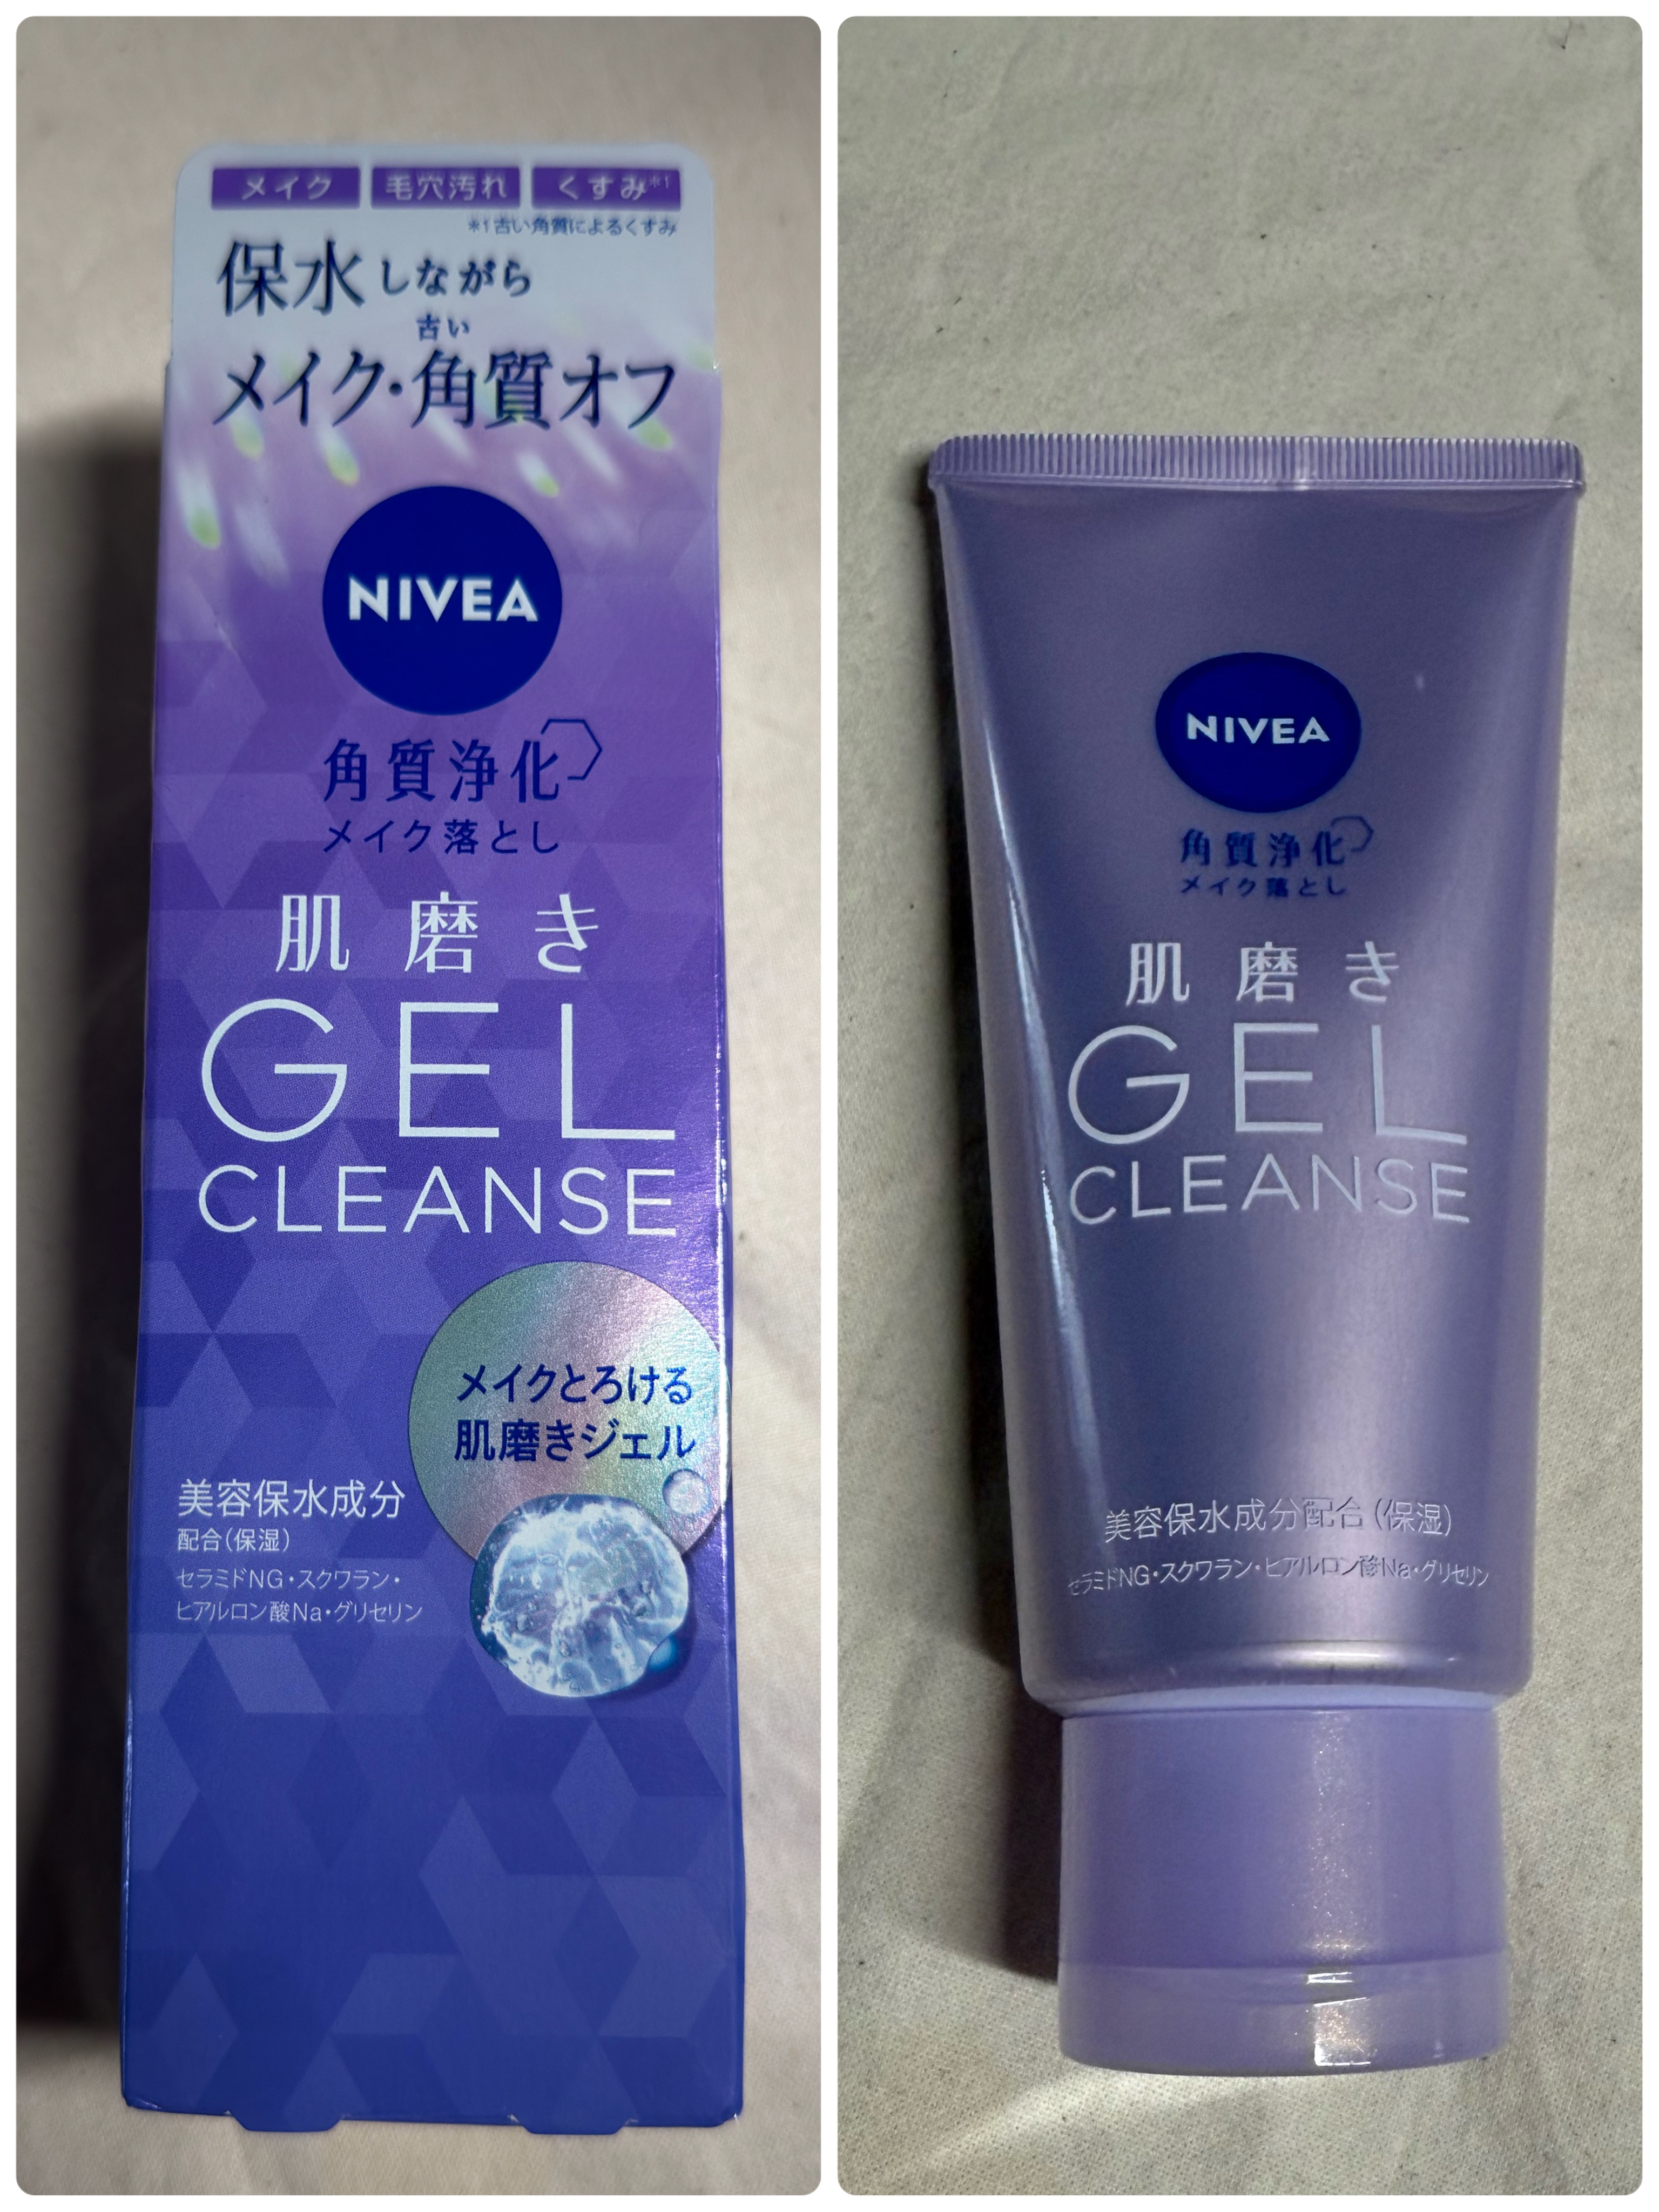 メイク 毛穴汚れ くすみ*1
*1古い角質によるくすみ
保水しながら
古い
メイク・角質オフ
NIVEA
角質浄化
メイク落とし
肌磨き
GEL
CLEANSE
メイクとろける
肌磨きジェル
美容保水成分
配合(保湿)
セラミドNG・スクワラン・
ヒアルロン酸Na・グリセリン
NIVEA
角質浄化
メイク落とし
肌磨き
GEL
CLEANSE
美容保水成分配合(保湿)
セラミドNG・スクワラン・ヒアルロン酸Na・グリセリン